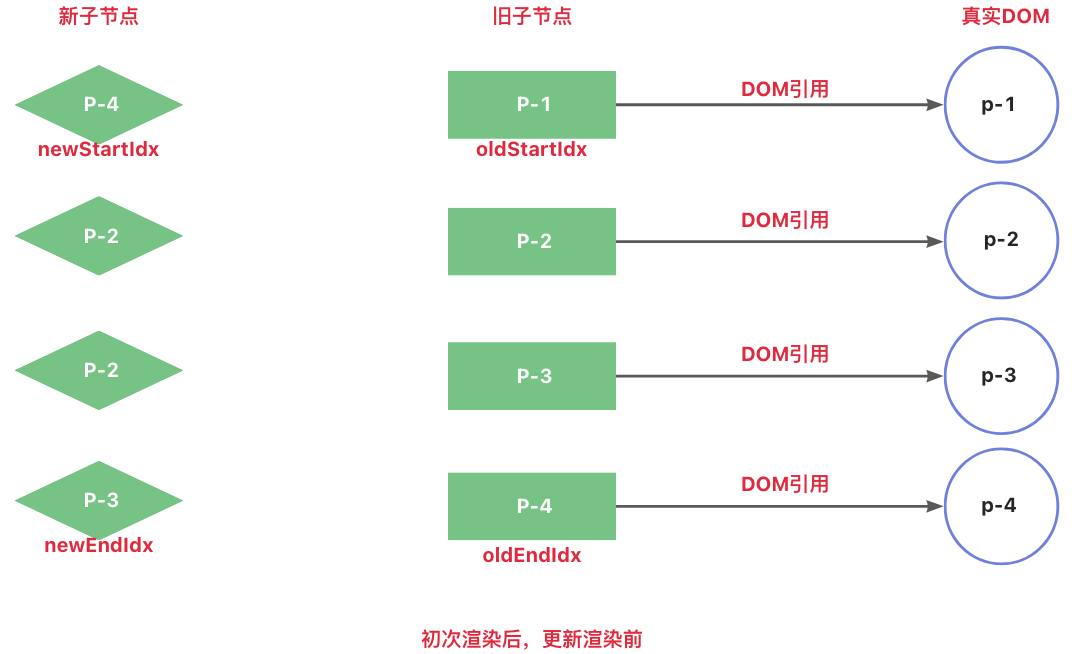 新子节点
旧子节点
真实DOM
P-4
newStartIdx
P-1
oldStartIdx
DOM引用
p-1
P-2
P-2
DOM引用
p-2
P-2
P-3
DOM引用
p-3
P-3
newEndIdx
P-4
oldEndIdx
DOM引用
p-4
初次渲染后，更新渲染前